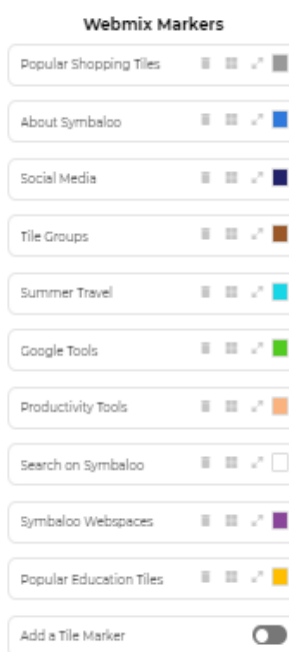 Webmix Markers
Popular Shopping Tiles
About Symbaloo
Social Media
Tile Groups
Summer Travel
Google Tools
Productivity Tools
Search on Symbaloo
Symbaloo Webspaces
Popular Education Tiles
Add a Tile Marker